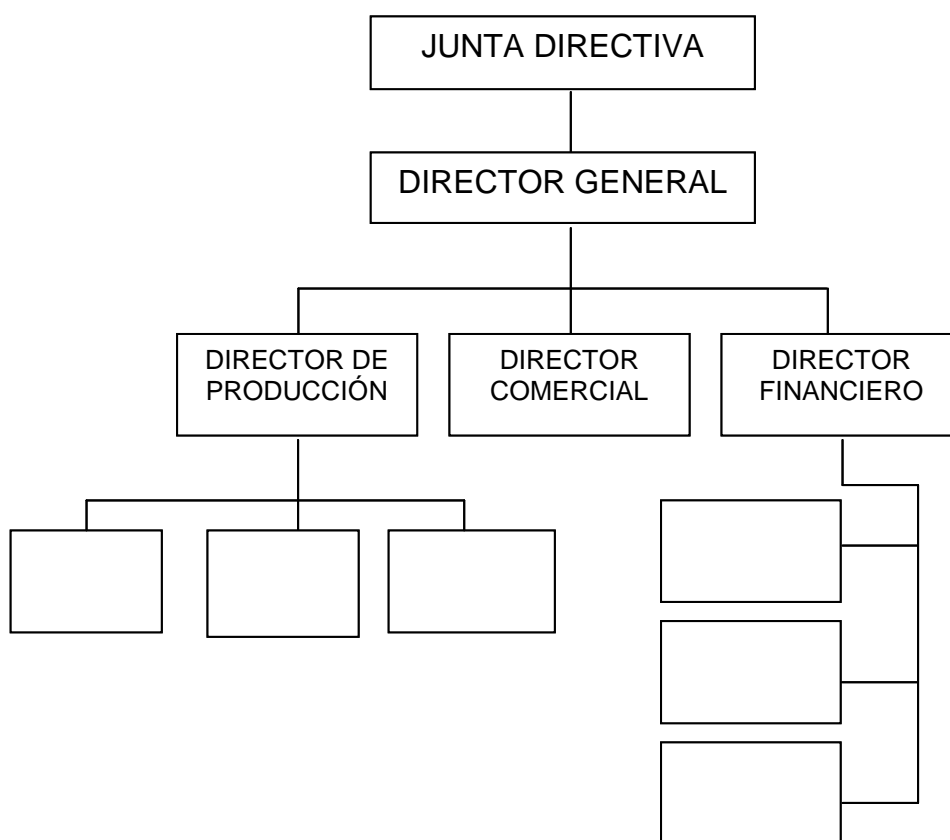 JUNTA DIRECTIVA
DIRECTOR GENERAL
DIRECTOR DE
PRODUCCIÓN
DIRECTOR
COMERCIAL
DIRECTOR
FINANCIERO